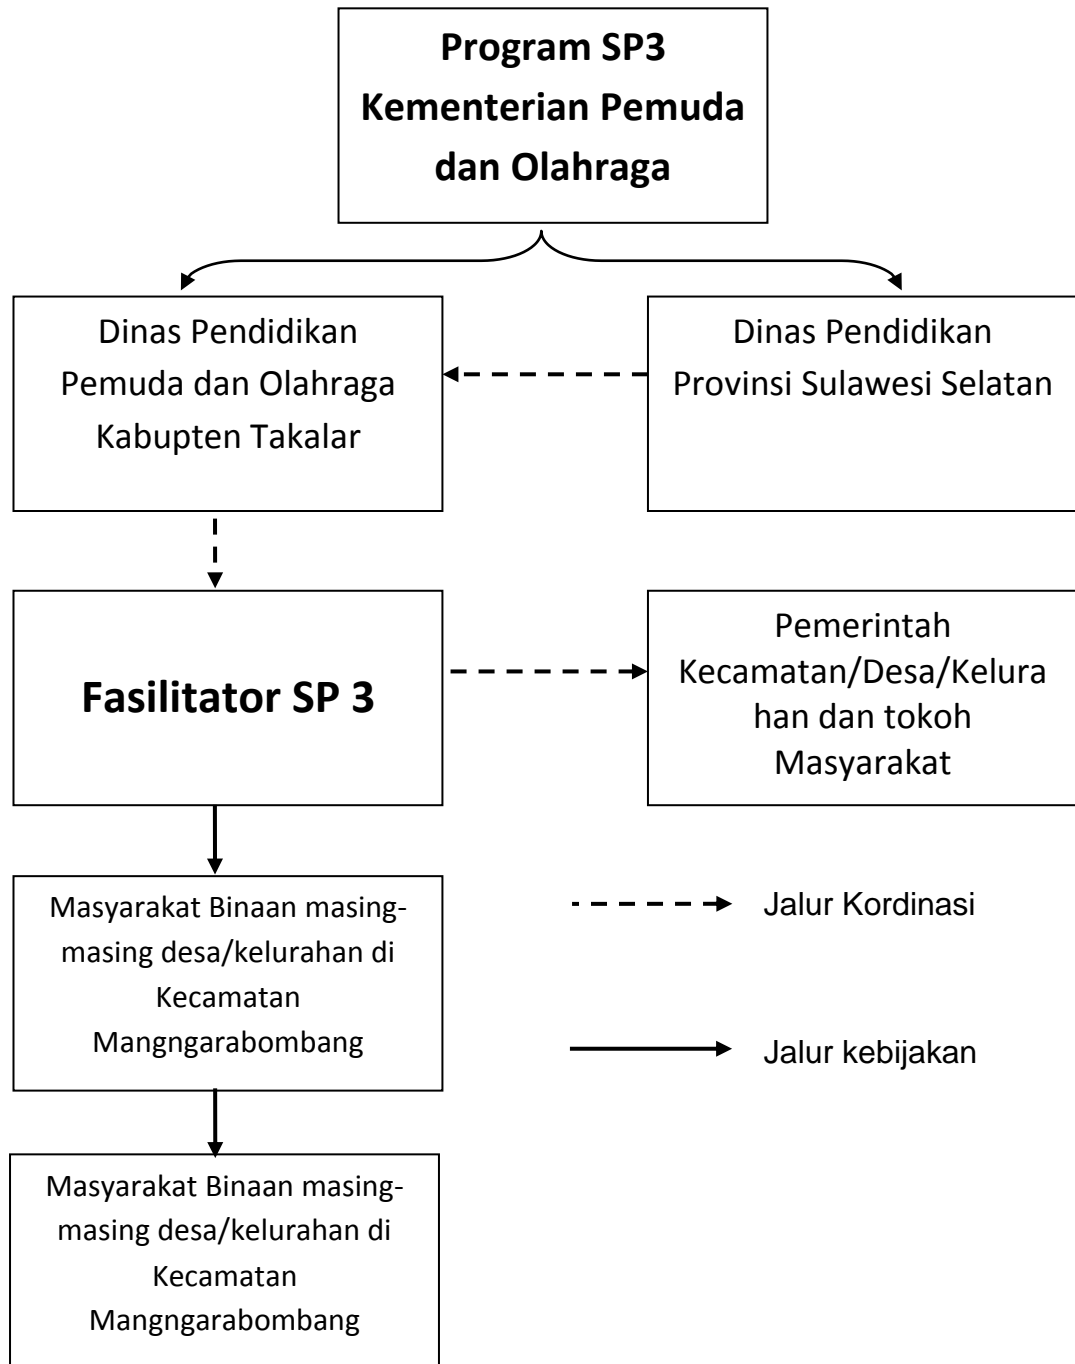 Program SP3
Kementerian Pemuda
dan Olahraga
Dinas Pendidikan
Pemuda dan Olahraga
Kabupten Takalar
Dinas Pendidikan
Provinsi Sulawesi Selatan
Fasilitator SP 3
Pemerintah
Kecamatan/Desa/Kelura
han dan tokoh
Masyarakat
Masyarakat Binaan masing-
masing desa/kelurahan di
Kecamatan
Mangngarabombang
Jalur Kordinasi
Jalur kebijakan
Masyarakat Binaan masing-
masing desa/kelurahan di
Kecamatan
Mangngarabombang